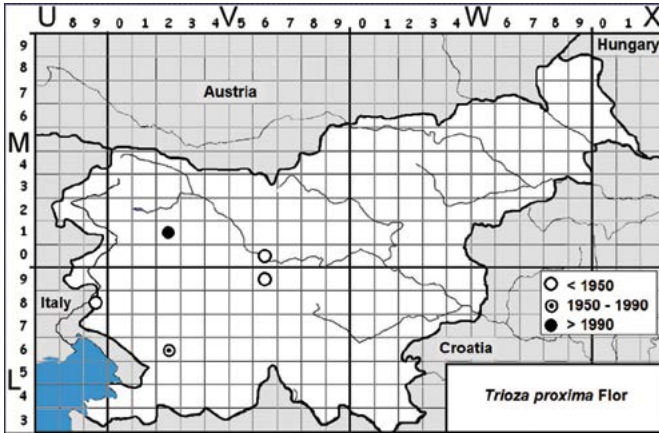 U 8 9 0 1 2 3 4 V 5 6 7 8 9 0 1 2 3 4 W 5 6 7 8 9 0 1 X
9
Hungary
8
Austria
7
6
M 5
4
3
2
1
0
9
< 1950
Italy 8
1950 - 1990
> 1990
7
Croatia
6
L 5
4
Trioza proxima Flor
3